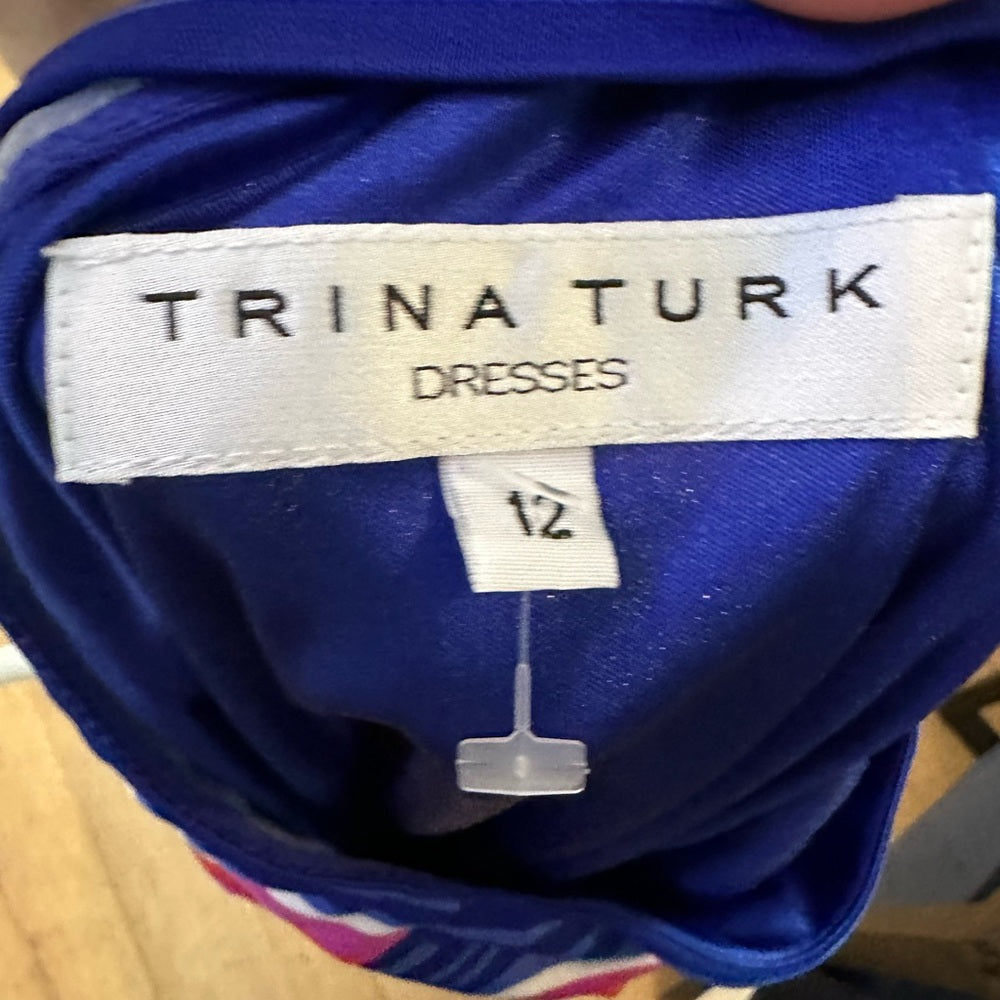 TRINA TURK
DRESSES
12